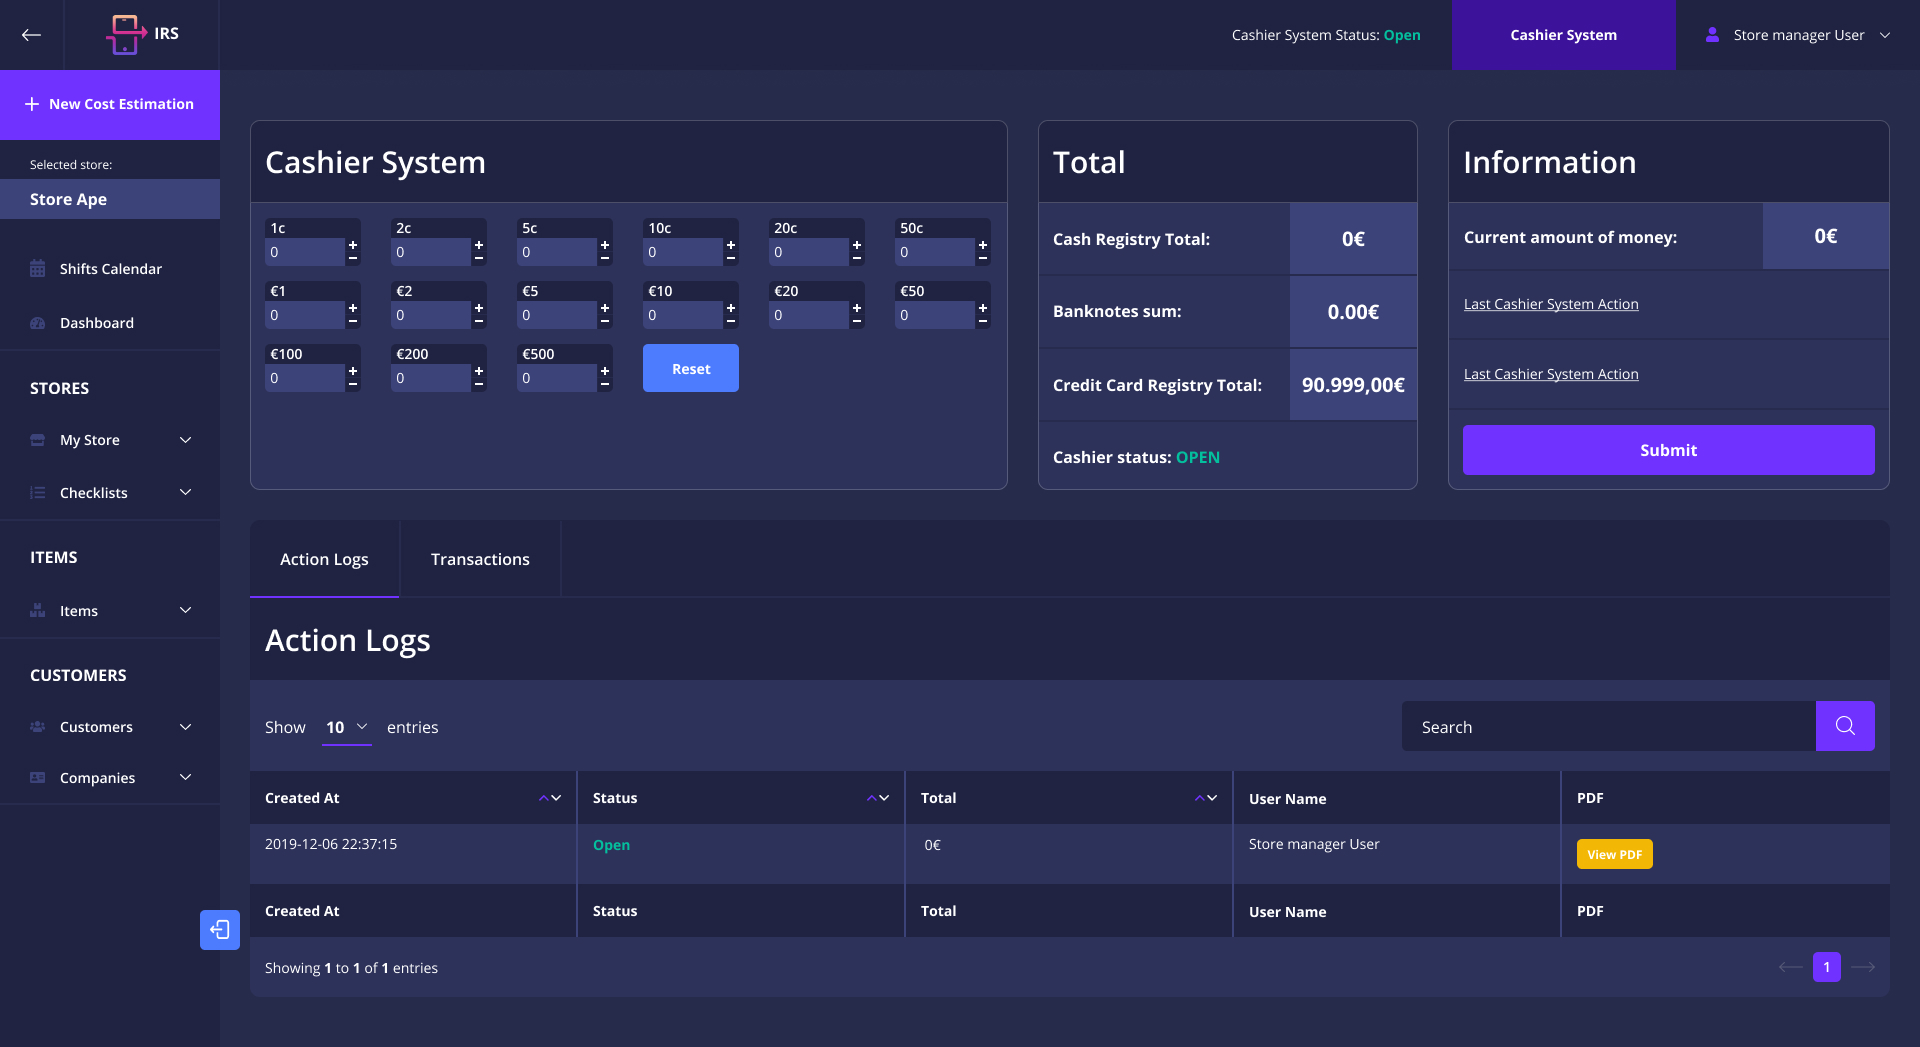 IRS
Cashier System Status: Open
Cashier System
Store manager User
New Cost Estimation
Selected store:
Store Ape
Shifts Calendar
Dashboard
STORES
My Store
Checklists
ITEMS
Items
CUSTOMERS
Customers
Companies
Cashier System
1c 2c 5c 10c 20c 50c
0 + − 0 + − 0 + − 0 + − 0 + − 0 + −
€1 €2 €5 €10 €20 €50
0 + − 0 + − 0 + − 0 + − 0 + − 0 + −
€100 €200 €500
0 + − 0 + − 0 + −
Reset
Total
Cash Registry Total: 0€
Banknotes sum: 0.00€
Credit Card Registry Total: 90.999,00€
Cashier status: OPEN
Information
Current amount of money: 0€
Last Cashier System Action
Last Cashier System Action
Submit
Action Logs Transactions
Action Logs
Show 10 entries
Search
Created At Status Total User Name PDF
2019-12-06 22:37:15 Open 0€ Store manager User View PDF
Created At Status Total User Name PDF
Showing 1 to 1 of 1 entries
1